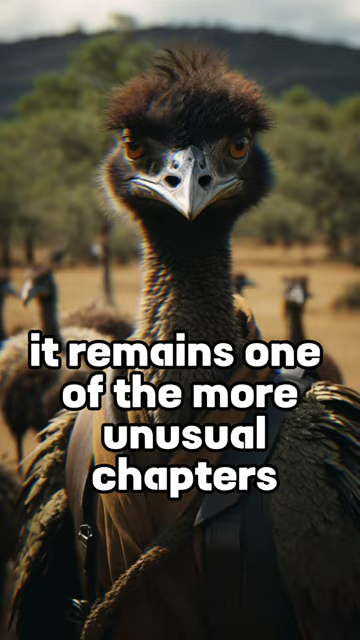 it remains one
of the more
unusual
chapters